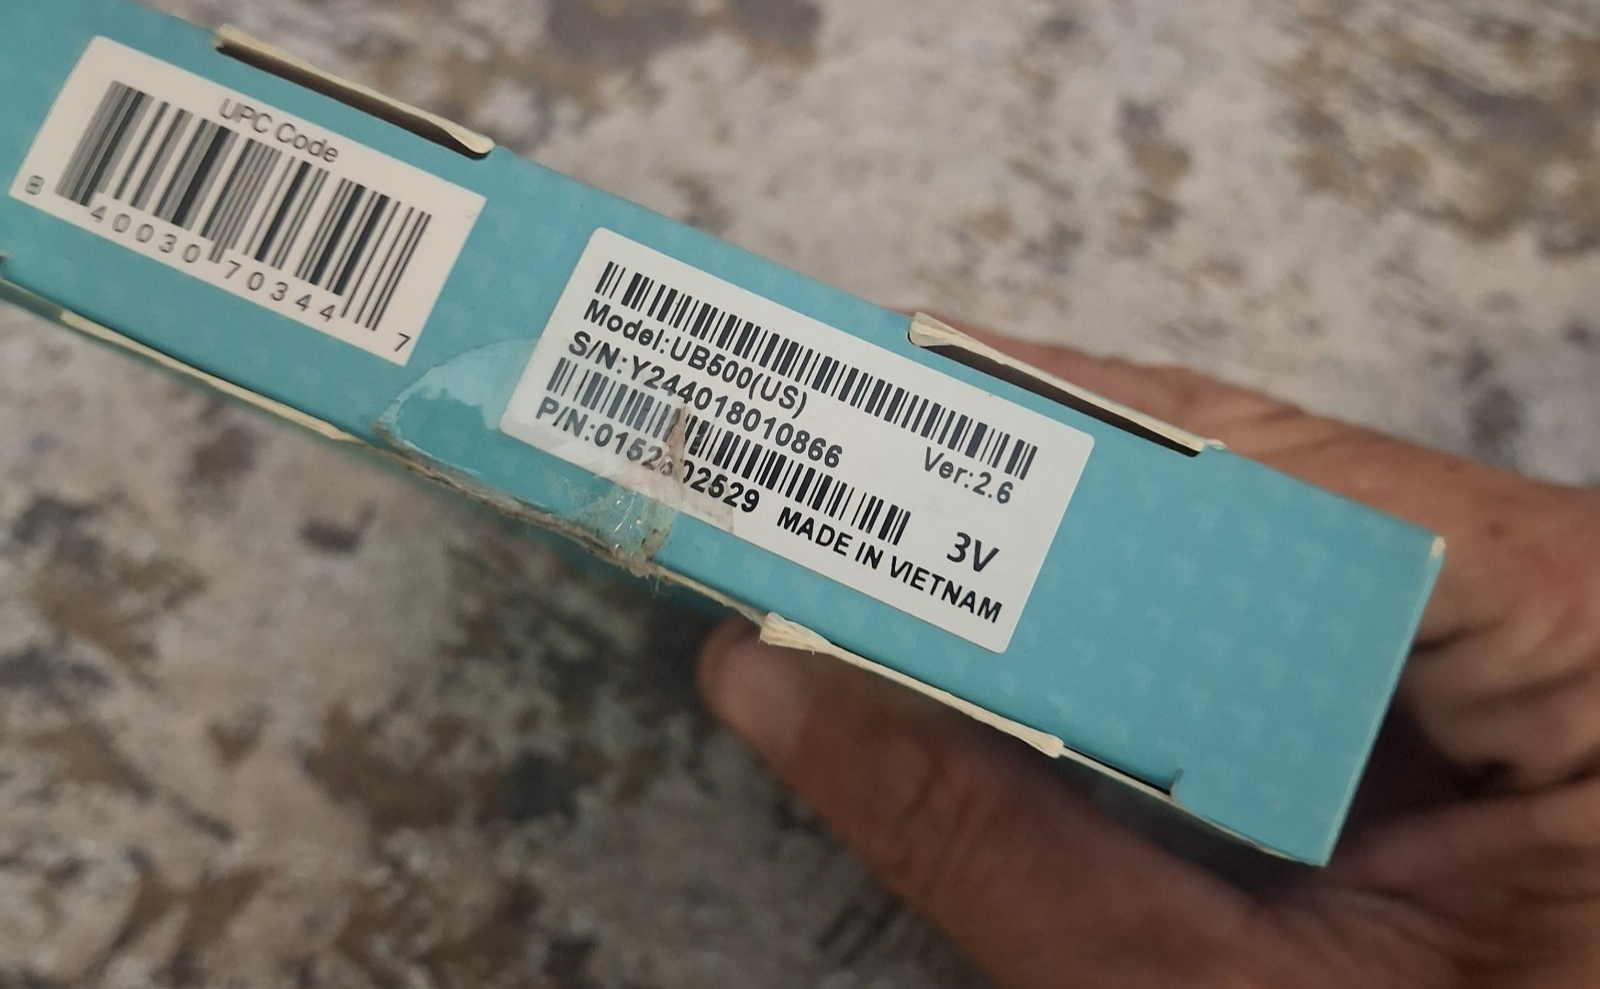 UPC Code
8 40030 70344 7
Model:UB500(US)
Ver:2.6
S/N:Y244018010866
3V
MADE IN VIETNAM